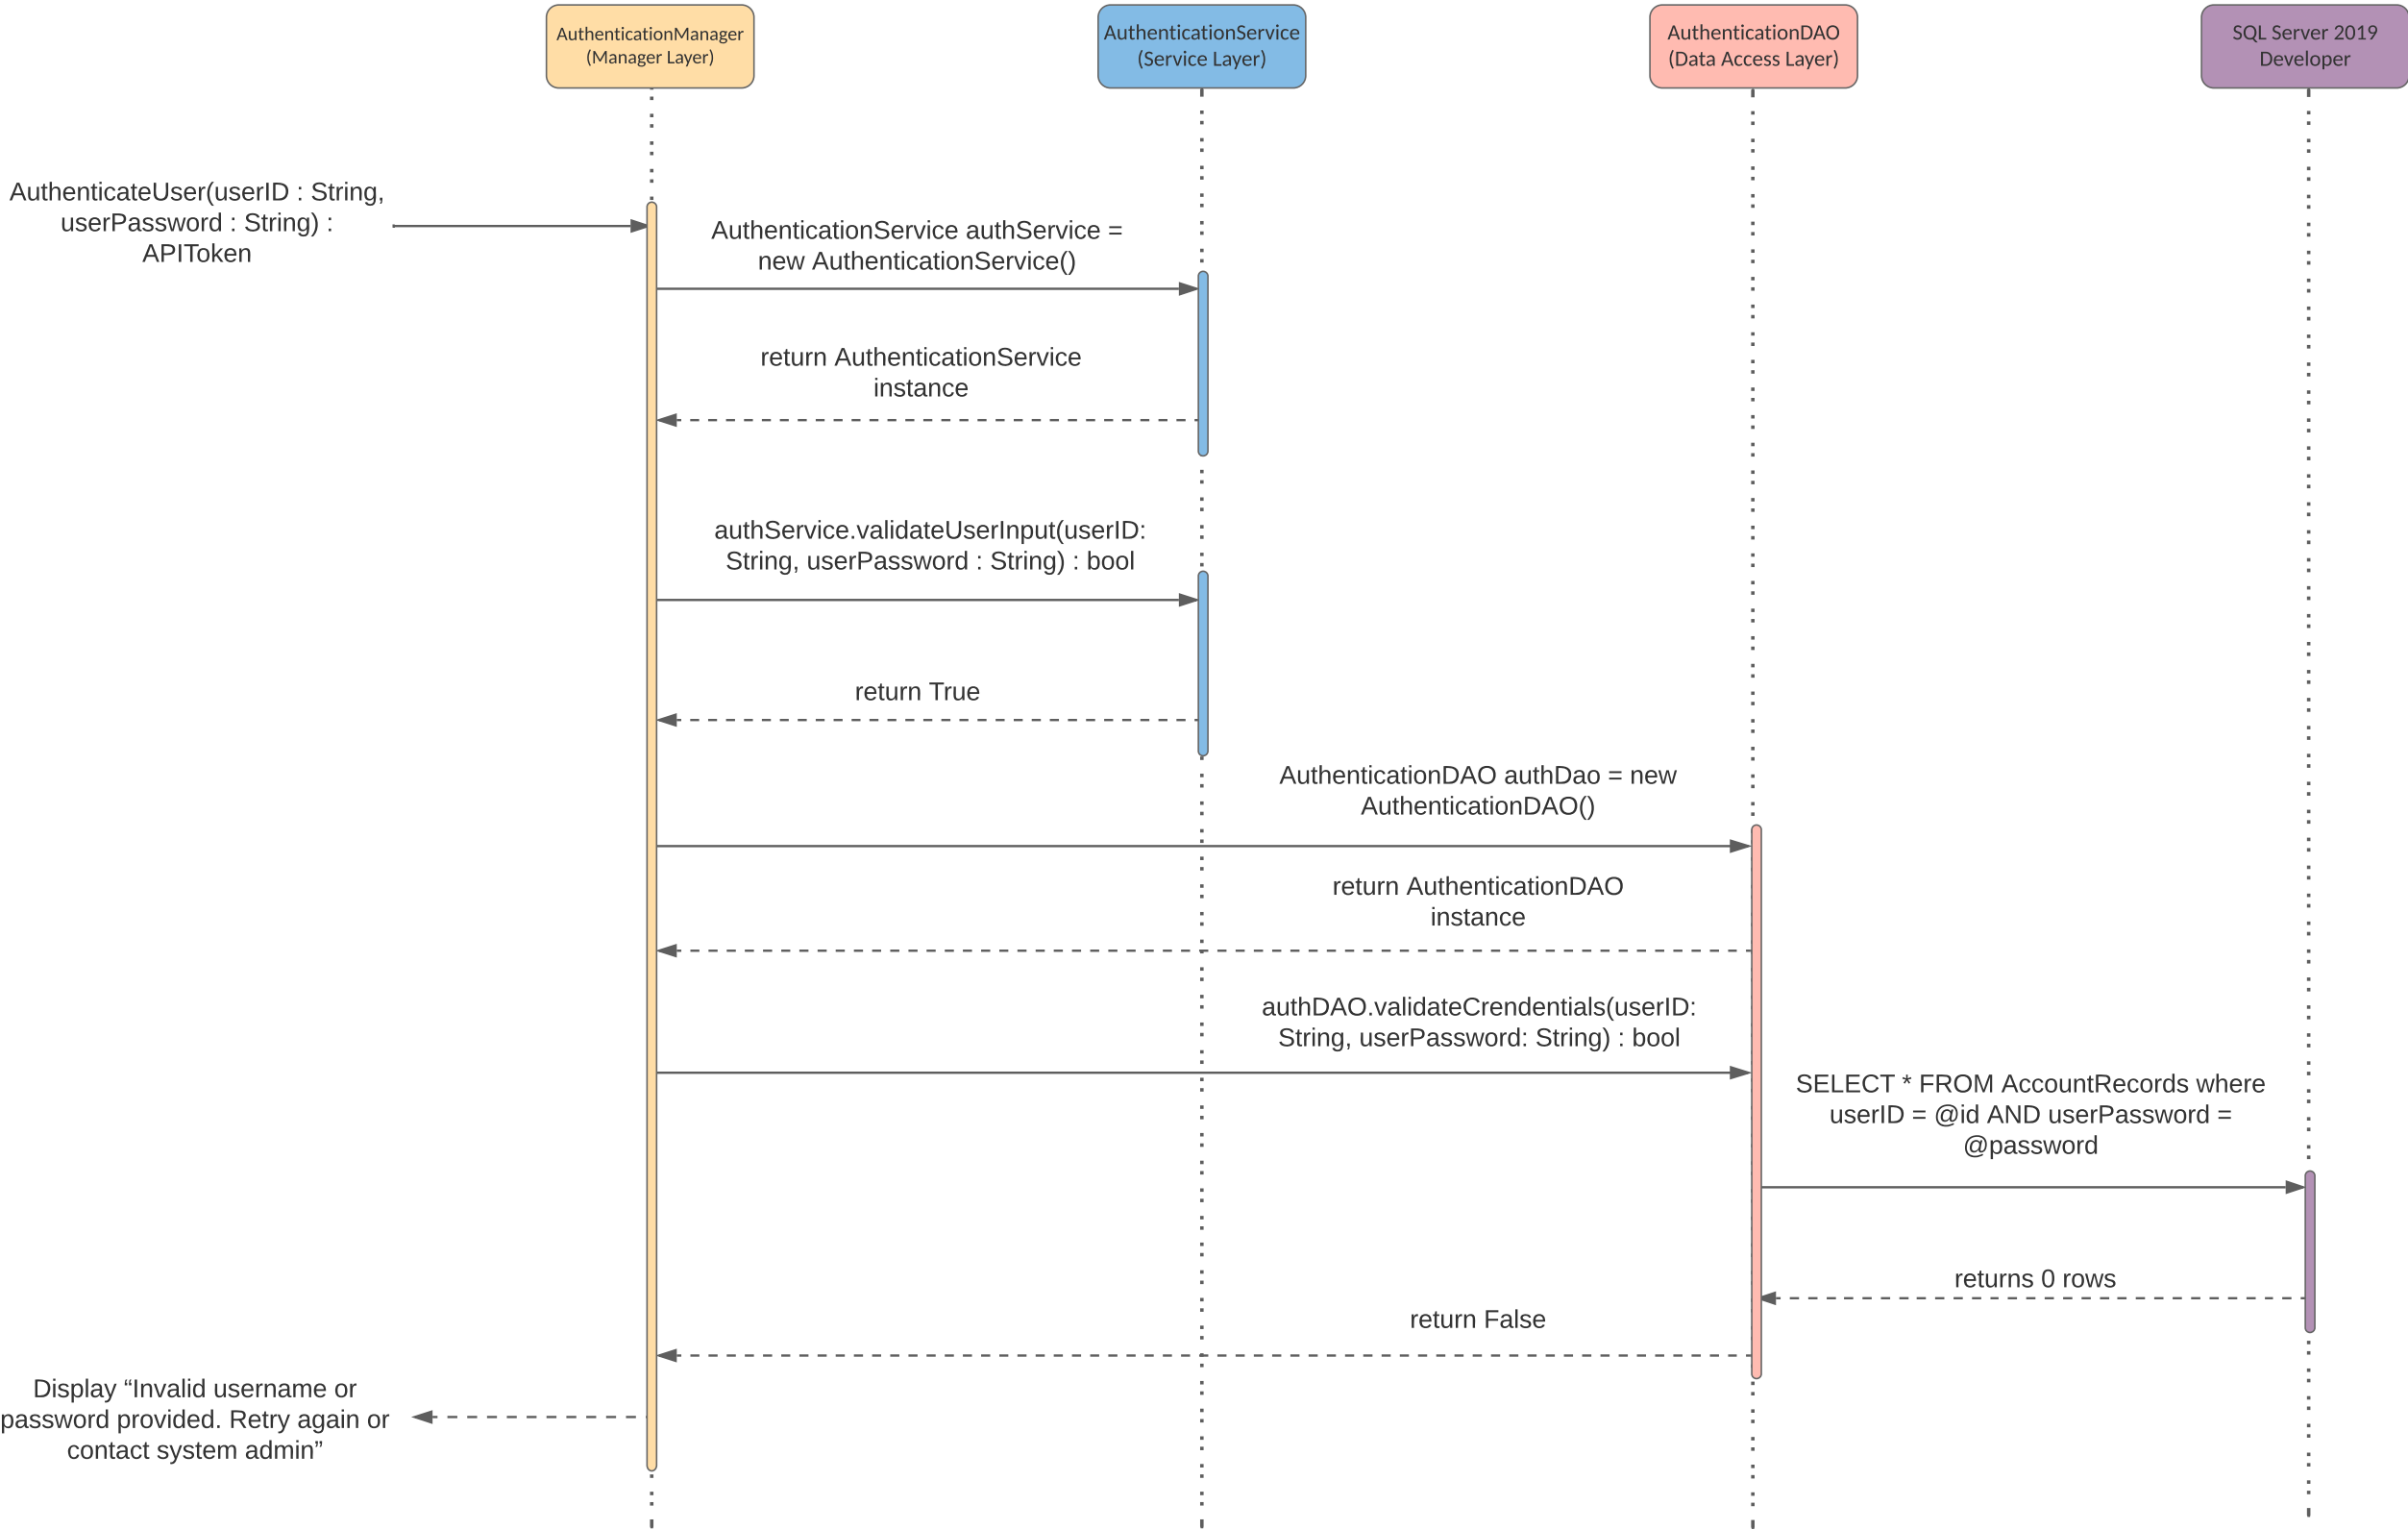 AuthenticationManager
(Manager Layer)
AuthenticationService
(Service Layer)
AuthenticationDAO
(Data Access Layer)
SQL Server 2019
Developer
AuthenticateUser(userID : String,
userPassword : String) :
APIToken
AuthenticationService authService =
new AuthenticationService()
return AuthenticationService
instance
authService.validateUserInput(userID:
String, userPassword : String) : bool
return True
AuthenticationDAO authDao = new
AuthenticationDAO()
return AuthenticationDAO
instance
authDAO.validateCrendentials(userID:
String, userPassword: String) : bool
SELECT * FROM AccountRecords where
userID = @id AND userPassword =
@password
returns 0 rows
return False
Display “Invalid username or
password provided. Retry again or
contact system admin”